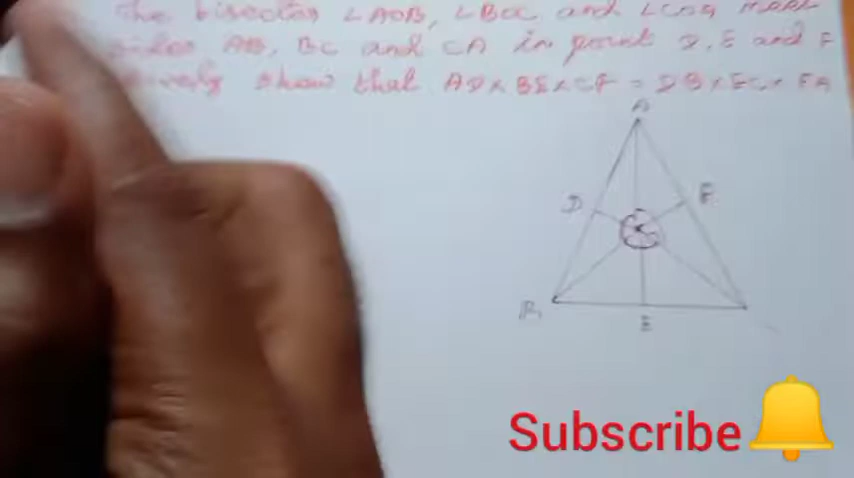 The bisectors ∠AOB, ∠BOC and ∠COA meet
sides AB, BC and CA in point D, E and F
show that AD × BE × CF = DB × EC × FA
A
D
F
B
E
Subscribe